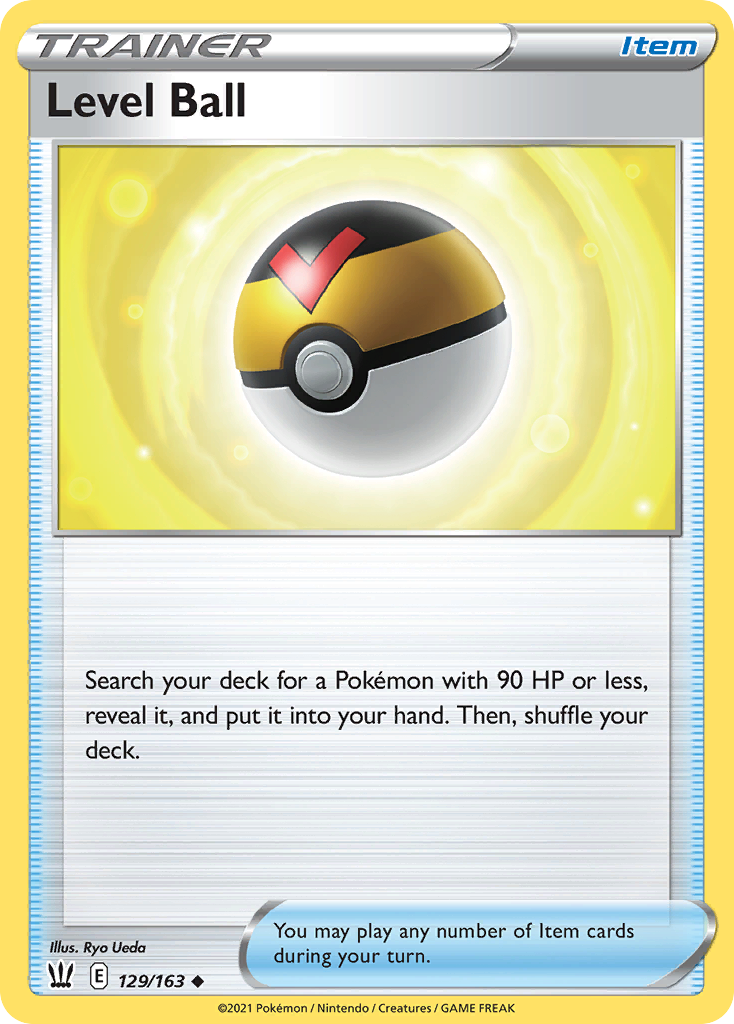 TRAINER
Item
Level Ball
Search your deck for a Pokémon with 90 HP or less,
reveal it, and put it into your hand. Then, shuffle your
deck.
Illus. Ryo Ueda
You may play any number of Item cards
during your turn.
E
129/163
©2021 Pokémon / Nintendo / Creatures / GAME FREAK